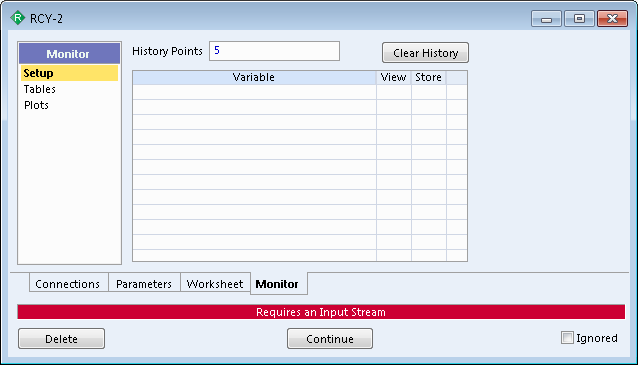 R RCY-2
Monitor
Setup
Tables
Plots
History Points 5 Clear History
Variable View Store
Connections Parameters Worksheet Monitor
Requires an Input Stream
Delete Continue Ignored